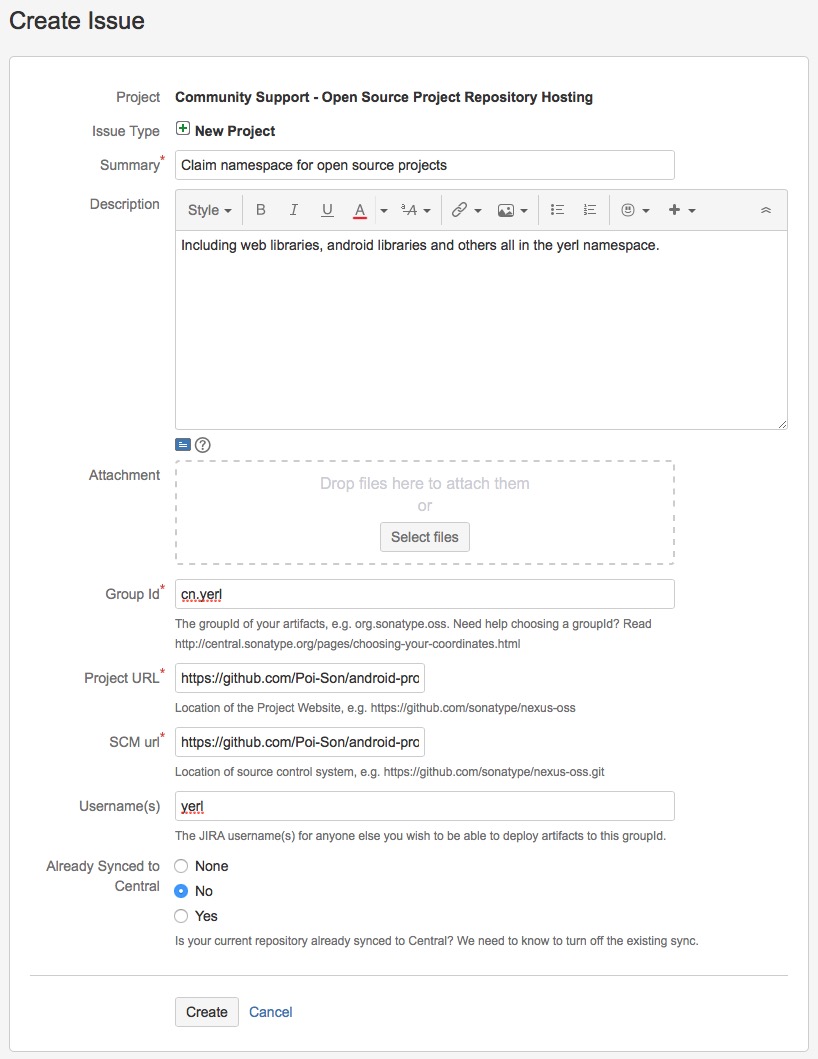 Create Issue
Project Community Support - Open Source Project Repository Hosting
Issue Type New Project
Summary* Claim namespace for open source projects
Description
Style B I U A ªA
Including web libraries, android libraries and others all in the yerl namespace.
Attachment
Drop files here to attach them
or
Select files
Group Id* cn.yerl
The groupId of your artifacts, e.g. org.sonatype.oss. Need help choosing a groupId? Read
http://central.sonatype.org/pages/choosing-your-coordinates.html
Project URL* https://github.com/Poi-Son/android-pro
Location of the Project Website, e.g. https://github.com/sonatype/nexus-oss
SCM url* https://github.com/Poi-Son/android-pro
Location of source control system, e.g. https://github.com/sonatype/nexus-oss.git
Username(s) yerl
The JIRA username(s) for anyone else you wish to be able to deploy artifacts to this groupId.
Already Synced to
Central
None
No
Yes
Is your current repository already synced to Central? We need to know to turn off the existing sync.
Create Cancel